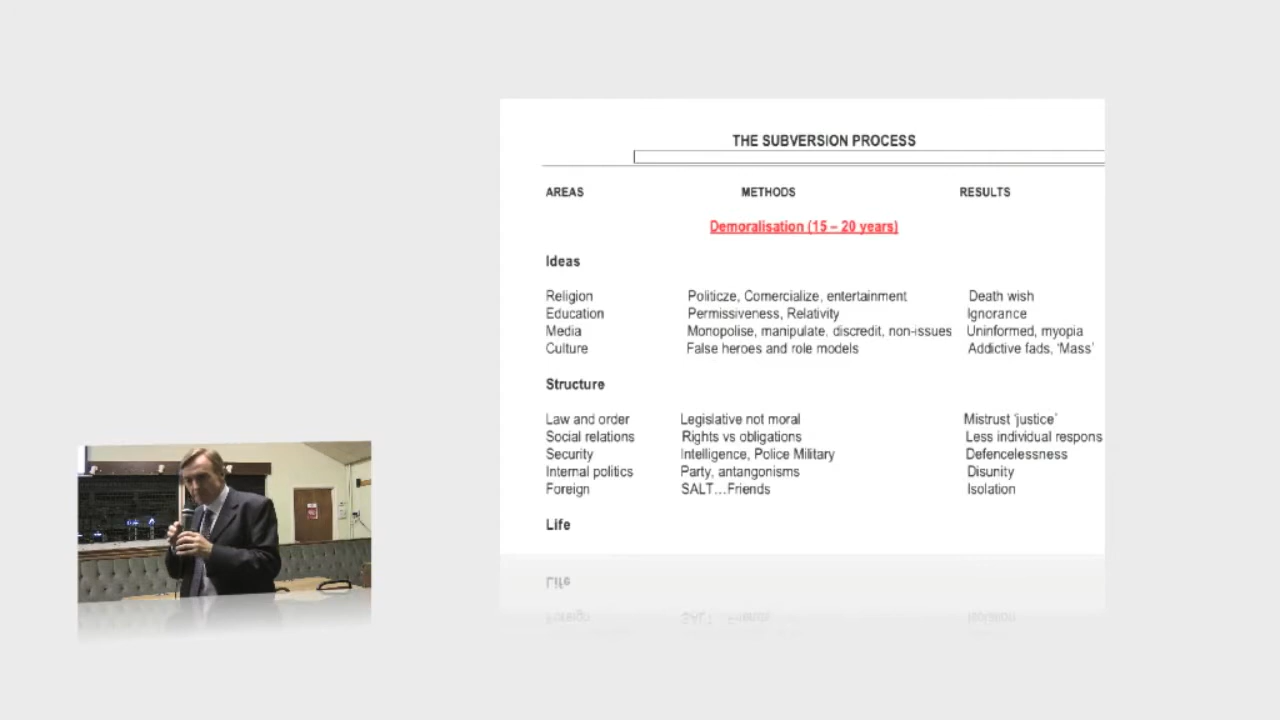 THE SUBVERSION PROCESS
AREAS METHODS RESULTS
Demoralisation (15 – 20 years)
Ideas
Religion Politicze, Comercialize, entertainment Death wish
Education Permissiveness, Relativity Ignorance
Media Monopolise, manipulate. discredit, non-issues Uninformed, myopia
Culture False heroes and role models Addictive fads, ‘Mass’
Structure
Law and order Legislative not moral Mistrust ‘justice’
Social relations Rights vs obligations Less individual respons
Security Intelligence, Police Military Defencelessness
Internal politics Party, antangonisms Disunity
Foreign SALT…Friends Isolation
Life